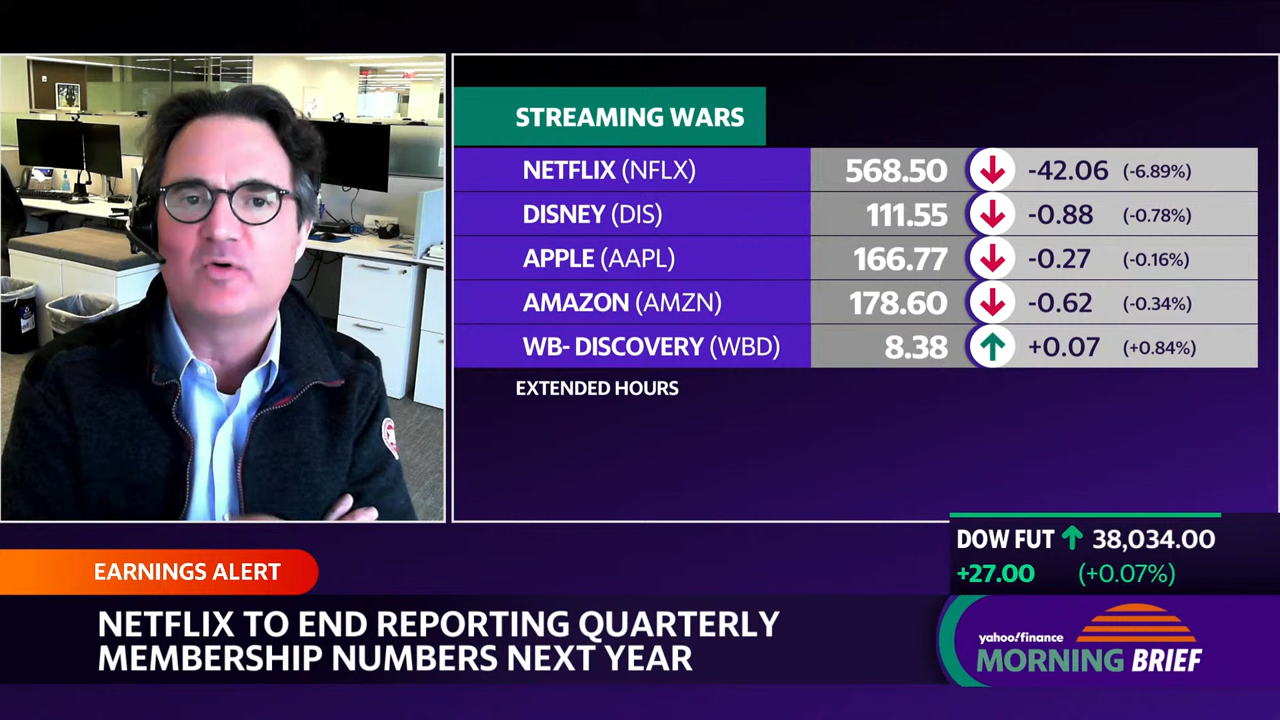 STREAMING WARS
NETFLIX (NFLX) 568.50 -42.06 (-6.89%)
DISNEY (DIS) 111.55 -0.88 (-0.78%)
APPLE (AAPL) 166.77 -0.27 (-0.16%)
AMAZON (AMZN) 178.60 -0.62 (-0.34%)
WB- DISCOVERY (WBD) 8.38 +0.07 (+0.84%)
EXTENDED HOURS
DOW FUT 38,034.00
+27.00 (+0.07%)
EARNINGS ALERT
NETFLIX TO END REPORTING QUARTERLY
MEMBERSHIP NUMBERS NEXT YEAR
yahoo!finance
MORNING BRIEF